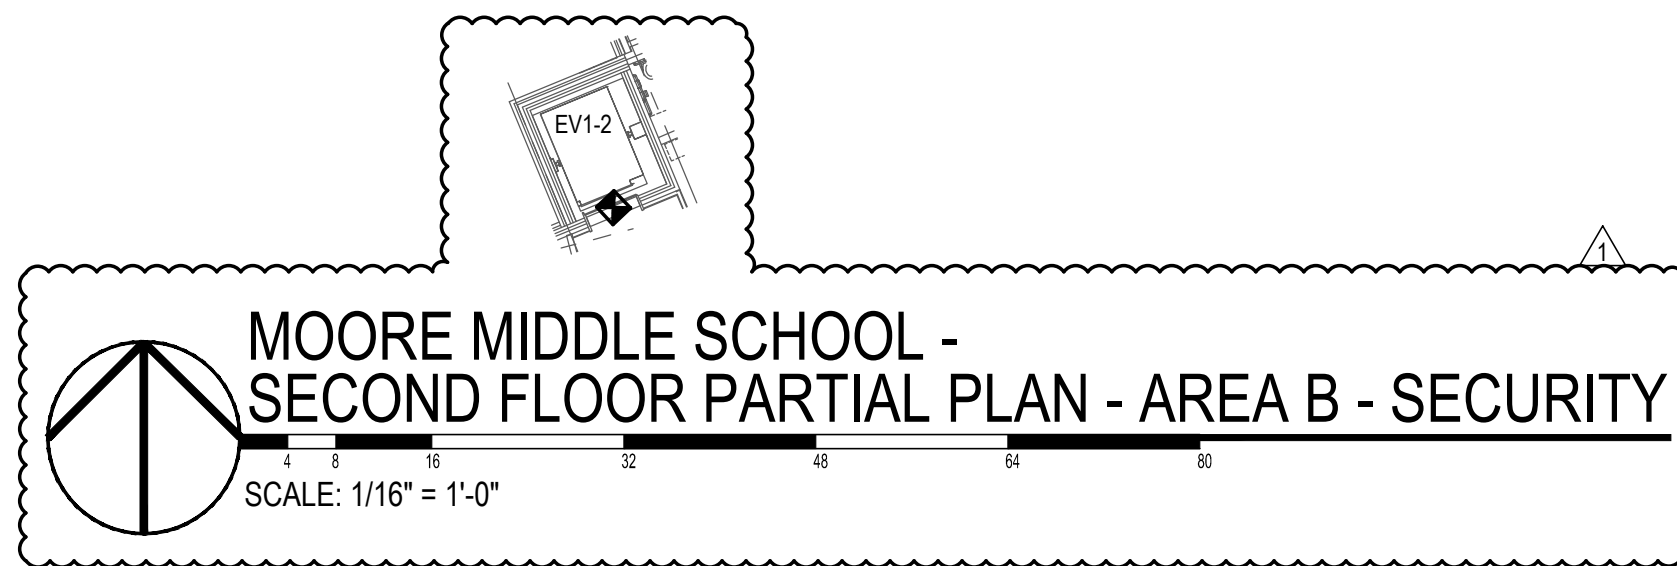 EV1-2
1
MOORE MIDDLE SCHOOL -
SECOND FLOOR PARTIAL PLAN - AREA B - SECURITY
4 8 16 32 48 64 80
SCALE: 1/16" = 1'-0"